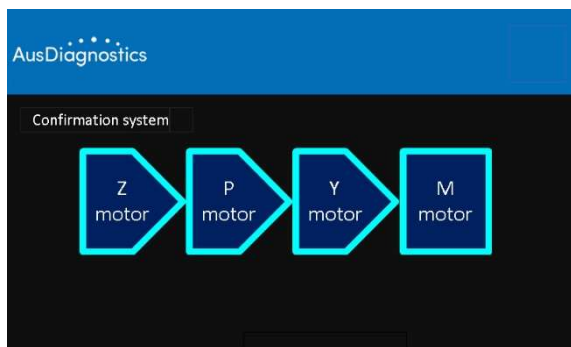 AusDiagnostics
Confirmation system
Z motor
P motor
Y motor
M motor